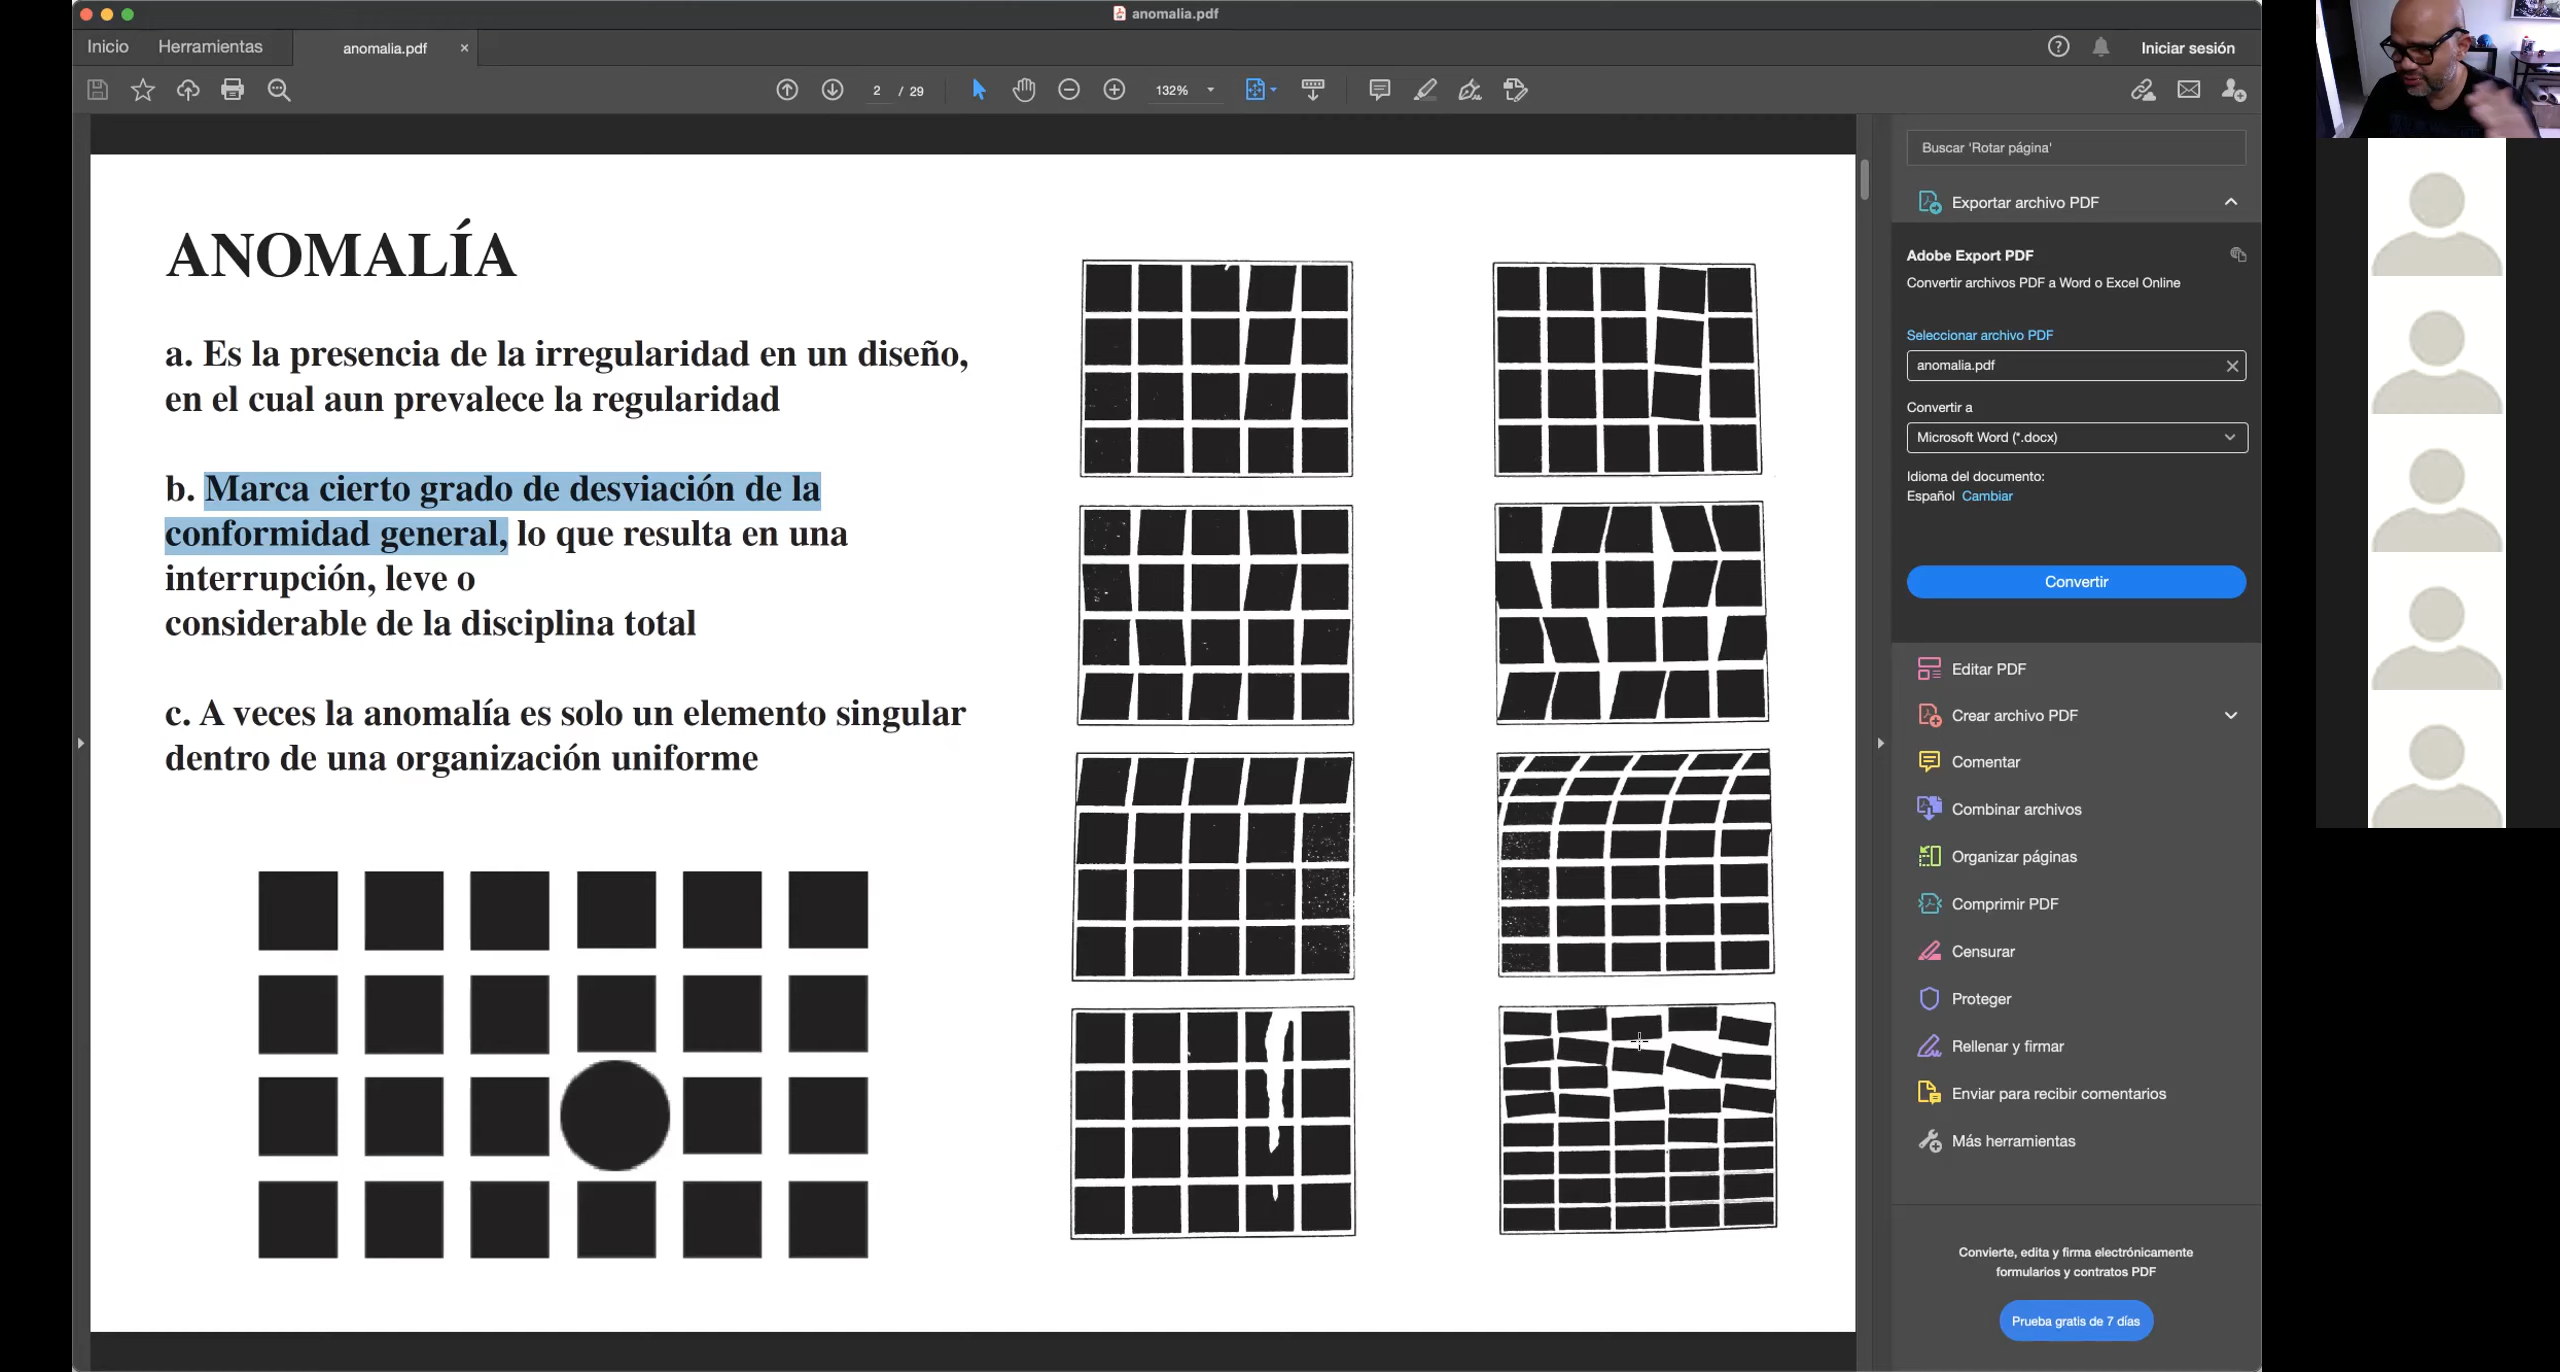 anomalia.pdf
Inicio
Herramientas
anomalia.pdf
Iniciar sesión
2 / 29
132%
ANOMALÍA
a. Es la presencia de la irregularidad en un diseño,
en el cual aun prevalece la regularidad
b. Marca cierto grado de desviación de la
conformidad general, lo que resulta en una
interrupción, leve o
considerable de la disciplina total
c. A veces la anomalía es solo un elemento singular
dentro de una organización uniforme
Buscar 'Rotar página'
Exportar archivo PDF
Adobe Export PDF
Convertir archivos PDF a Word o Excel Online
Seleccionar archivo PDF
anomalia.pdf
Convertir a
Microsoft Word (*.docx)
Idioma del documento:
Español Cambiar
Convertir
Editar PDF
Crear archivo PDF
Comentar
Combinar archivos
Organizar páginas
Comprimir PDF
Censurar
Proteger
Rellenar y firmar
Enviar para recibir comentarios
Más herramientas
Convierte, edita y firma electrónicamente
formularios y contratos PDF
Prueba gratis de 7 días